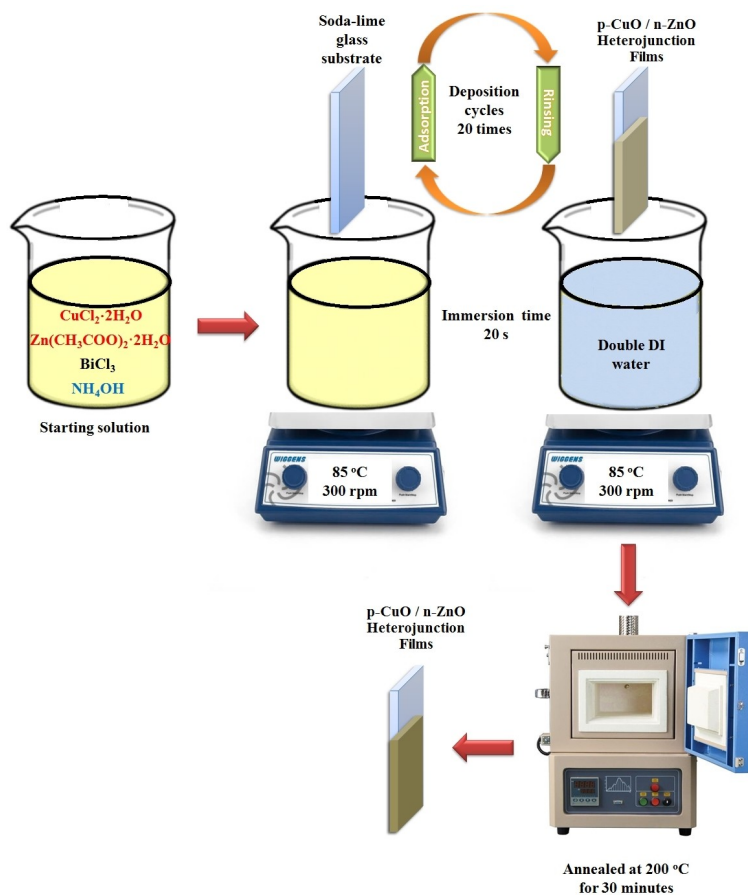 Soda-lime
glass
substrate
Adsorption
Deposition
cycles
20 times
Rinsing
p-CuO / n-ZnO
Heterojunction
Films
CuCl₂·2H₂O
Zn(CH₃COO)₂·2H₂O
BiCl₃
NH₄OH
Starting solution
Immersion time
20 s
Double DI
water
WIGGENS
85 °C
300 rpm
WIGGENS
85 °C
300 rpm
p-CuO / n-ZnO
Heterojunction
Films
Annealed at 200 °C
for 30 minutes